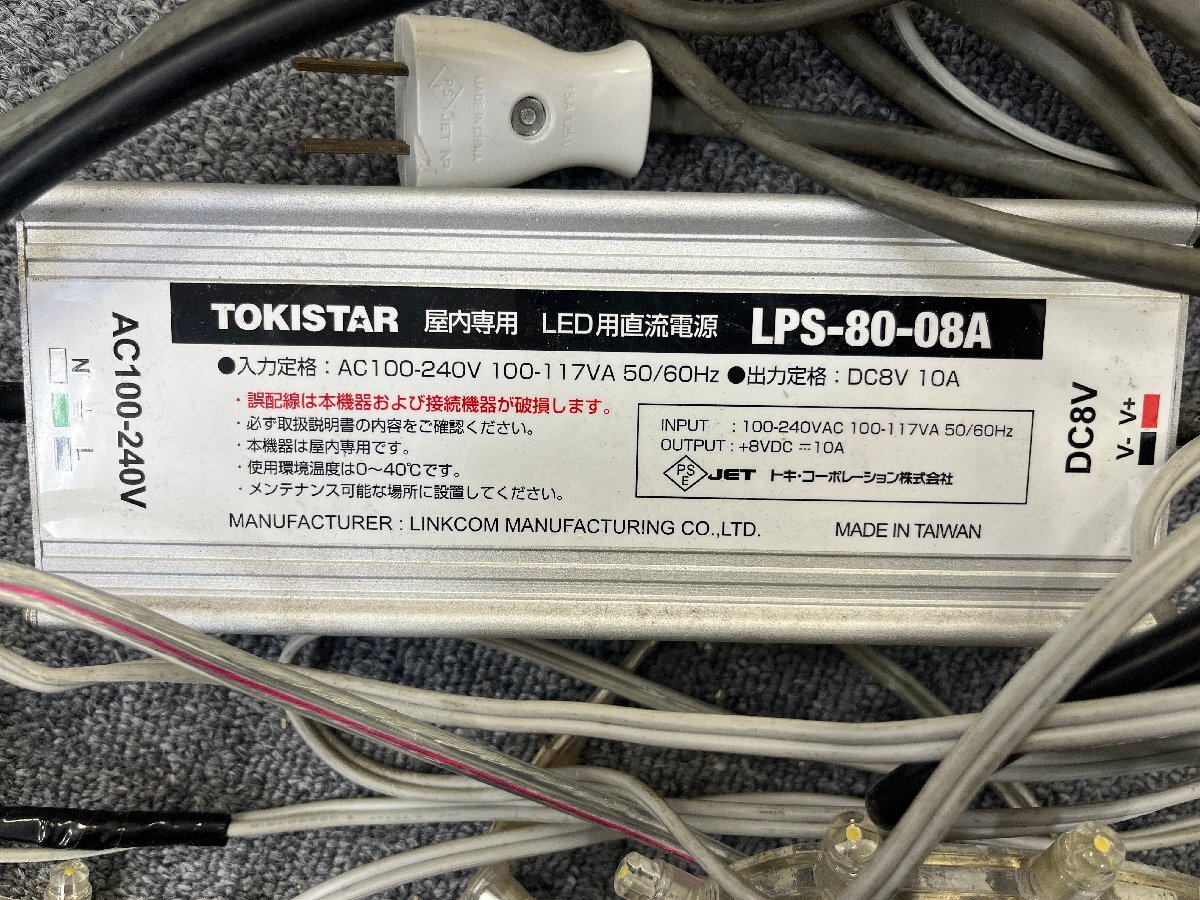 PS
E
JET AP
MADE IN CHINA
15A 125V
TOKISTAR 屋内専用 LED用直流電源 LPS-80-08A
●入力定格：AC100-240V 100-117VA 50/60Hz ●出力定格：DC8V 10A
・誤配線は本機器および接続機器が破損します。
・必ず取扱説明書の内容をご確認ください。
・本機器は屋内専用です。
・使用環境温度は0〜40℃です。
・メンテナンス可能な場所に設置してください。
INPUT : 100-240VAC 100-117VA 50/60Hz
OUTPUT : +8VDC ⎓ 10A
PS
E
JET トキ・コーポレーション株式会社
MANUFACTURER : LINKCOM MANUFACTURING CO.,LTD. MADE IN TAIWAN
AC100-240V
N
L
DC8V
V- V+